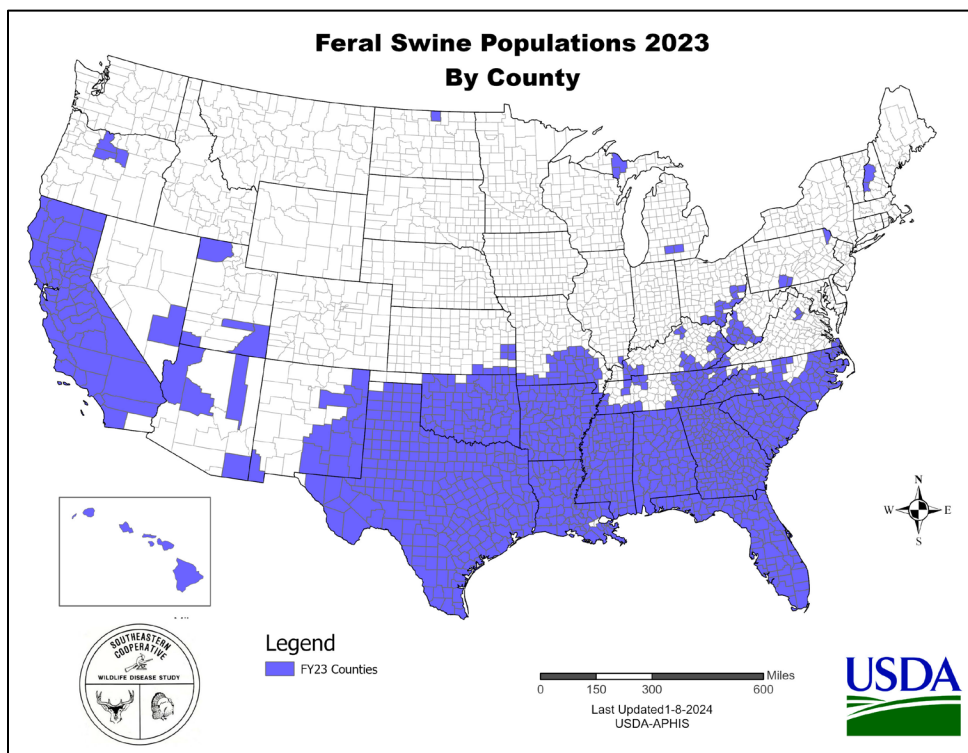 Feral Swine Populations 2023
By County
N
W E
S
SOUTHEASTERN
COOPERATIVE
WILDLIFE DISEASE STUDY
Legend
FY23 Counties
Miles
0 150 300 600
Last Updated1-8-2024
USDA-APHIS
USDA